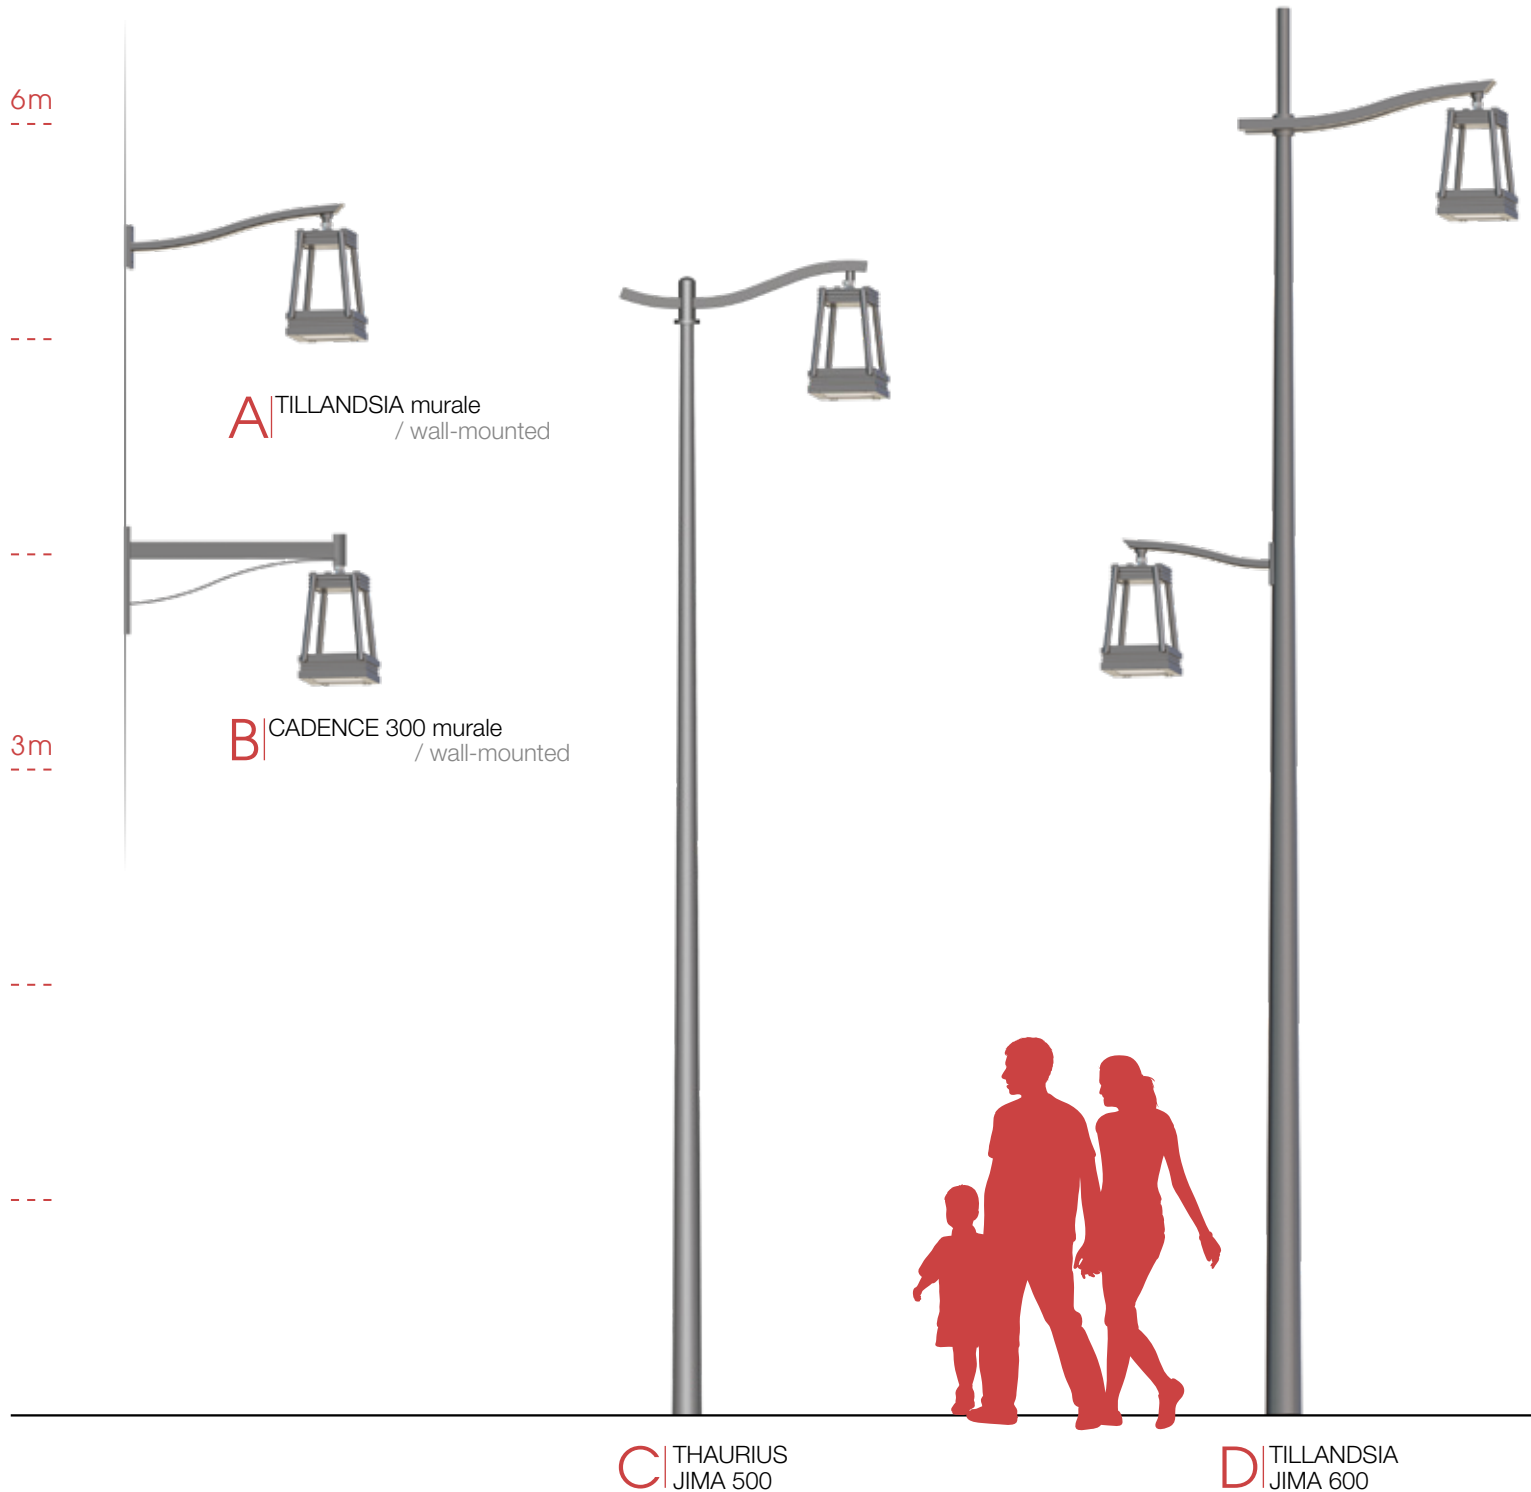 6m
A TILLANDSIA murale
/ wall-mounted
B CADENCE 300 murale
/ wall-mounted
3m
C THAURIUS
JIMA 500
D TILLANDSIA
JIMA 600